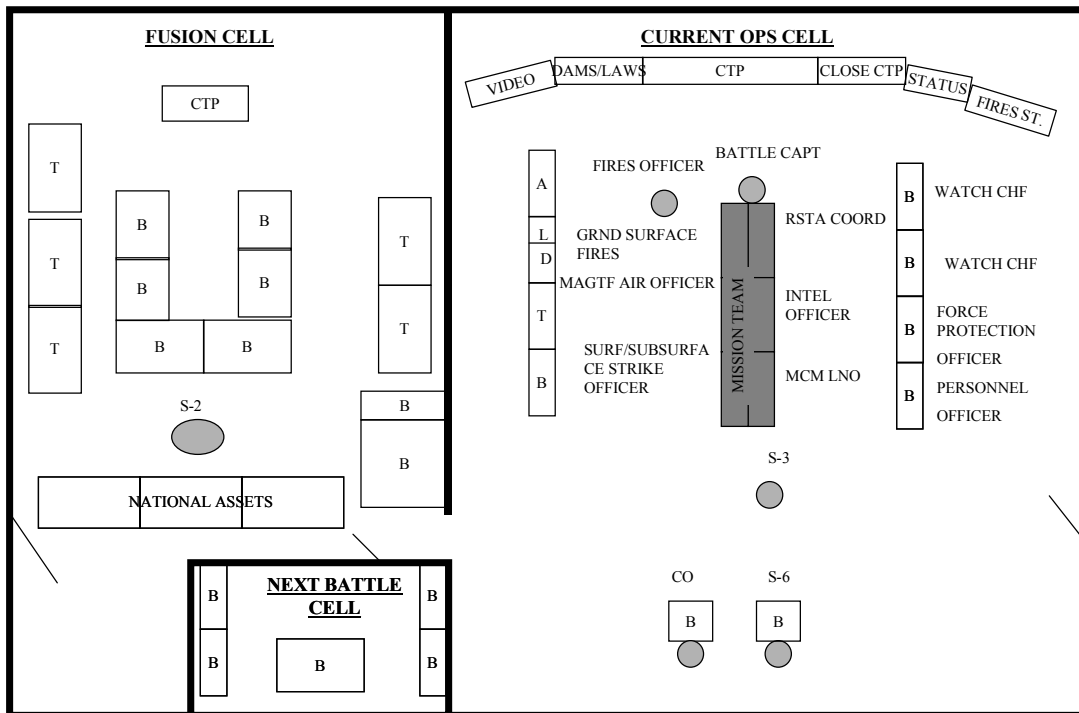 FUSION CELL
CTP
T
T
T
B
B
B
B
B
B
T
T
S-2
B
B
NATIONAL ASSETS
NEXT BATTLE
CELL
B
B
B
B
B
CURRENT OPS CELL
VIDEO
DAMS/LAWS
CTP
CLOSE CTP
STATUS
FIRES ST.
A
L
D
T
B
FIRES OFFICER
BATTLE CAPT
GRND SURFACE
FIRES
MAGTF AIR OFFICER
SURF/SUBSURFA
CE STRIKE
OFFICER
MISSION TEAM
RSTA COORD
INTEL
OFFICER
MCM LNO
B
WATCH CHF
B
WATCH CHF
B
FORCE
PROTECTION
OFFICER
B
PERSONNEL
OFFICER
S-3
CO
B
S-6
B